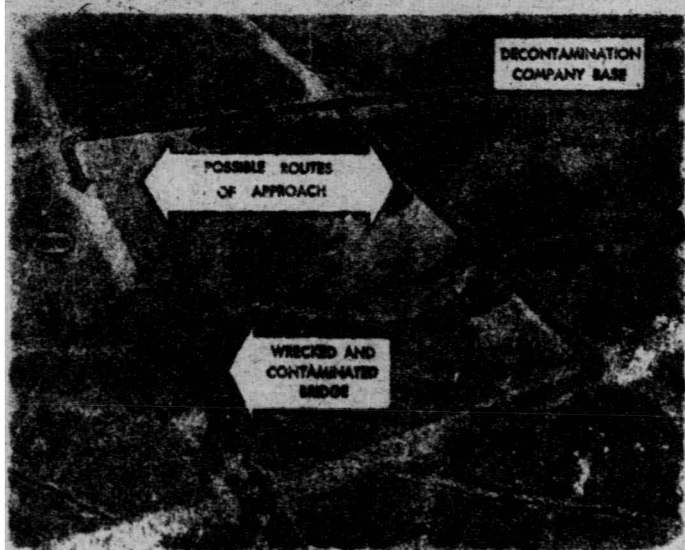 DECONTAMINATION
COMPANY BASE
POSSIBLE ROUTES
OF APPROACH
WRECKED AND
CONTAMINATED
BRIDGE